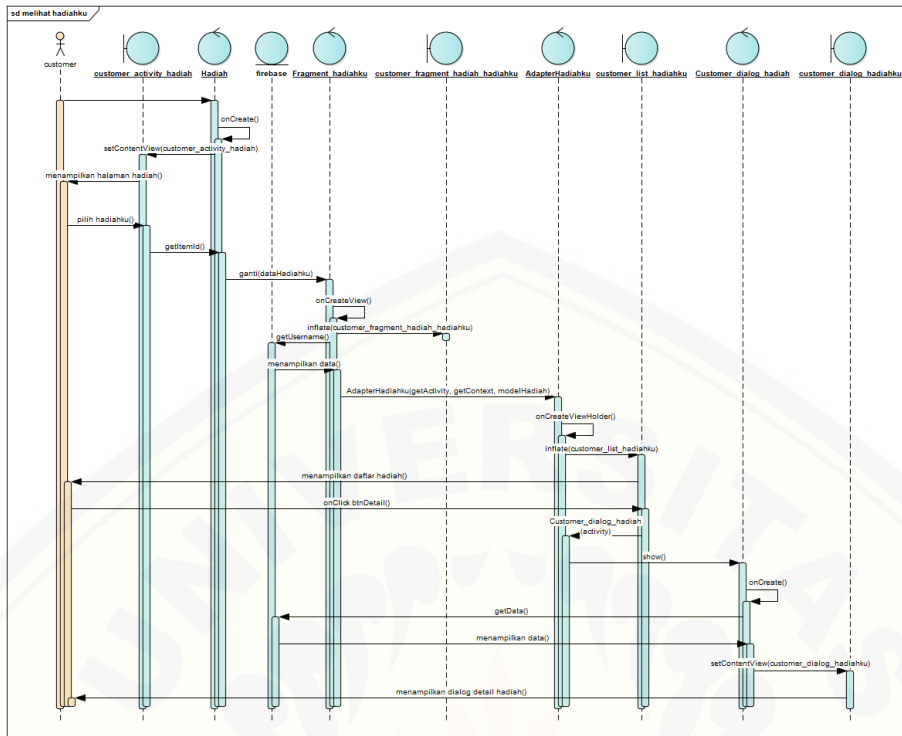 sd melihat hadiahku
customer
customer_activity_hadiah
Hadiah
firebase
Fragment_hadiahku
customer_fragment_hadiah_hadiahku
AdapterHadiahku
customer_list_hadiahku
Customer_dialog_hadiah
customer_dialog_hadiahku
onCreate()
setContentView(customer_activity_hadiah)
menampilkan halaman hadiah()
pilih hadiahku()
getItemId()
ganti(dataHadiahku)
onCreateView()
inflate(customer_fragment_hadiah_hadiahku)
getUsername()
menampilkan data()
AdapterHadiahku(getActivity, getContext, modelHadiah)
onCreateViewHolder()
inflate(customer_list_hadiahku)
menampilkan daftar hadiah()
onClick btnDetail()
Customer_dialog_hadiah
(activity)
show()
onCreate()
getData()
menampilkan data()
setContentView(customer_dialog_hadiahku)
menampilkan dialog detail hadiah()
UNIVERSITAS